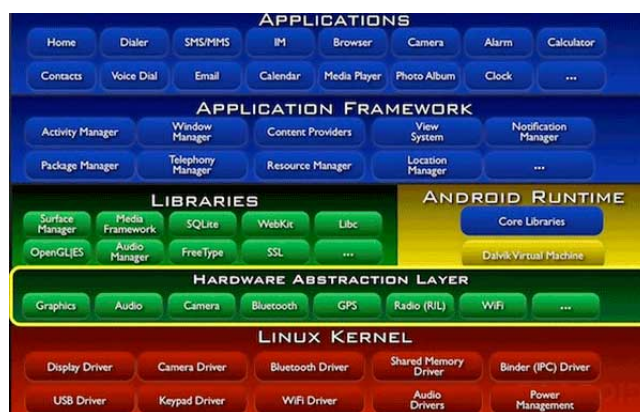 APPLICATIONS
Home Dialer SMS/MMS IM Browser Camera Alarm Calculator
Contacts Voice Dial Email Calendar Media Player Photo Album Clock ...
APPLICATION FRAMEWORK
Activity Manager Window Manager Content Providers View System Notification Manager
Package Manager Telephony Manager Resource Manager Location Manager ...
LIBRARIES
Surface Manager Media Framework SQLite WebKit Libc
OpenGL|ES Audio Manager FreeType SSL ...
ANDROID RUNTIME
Core Libraries
Dalvik Virtual Machine
HARDWARE ABSTRACTION LAYER
Graphics Audio Camera Bluetooth GPS Radio (RIL) WiFi ...
LINUX KERNEL
Display Driver Camera Driver Bluetooth Driver Shared Memory Driver Binder (IPC) Driver
USB Driver Keypad Driver WiFi Driver Audio Drivers Power Management